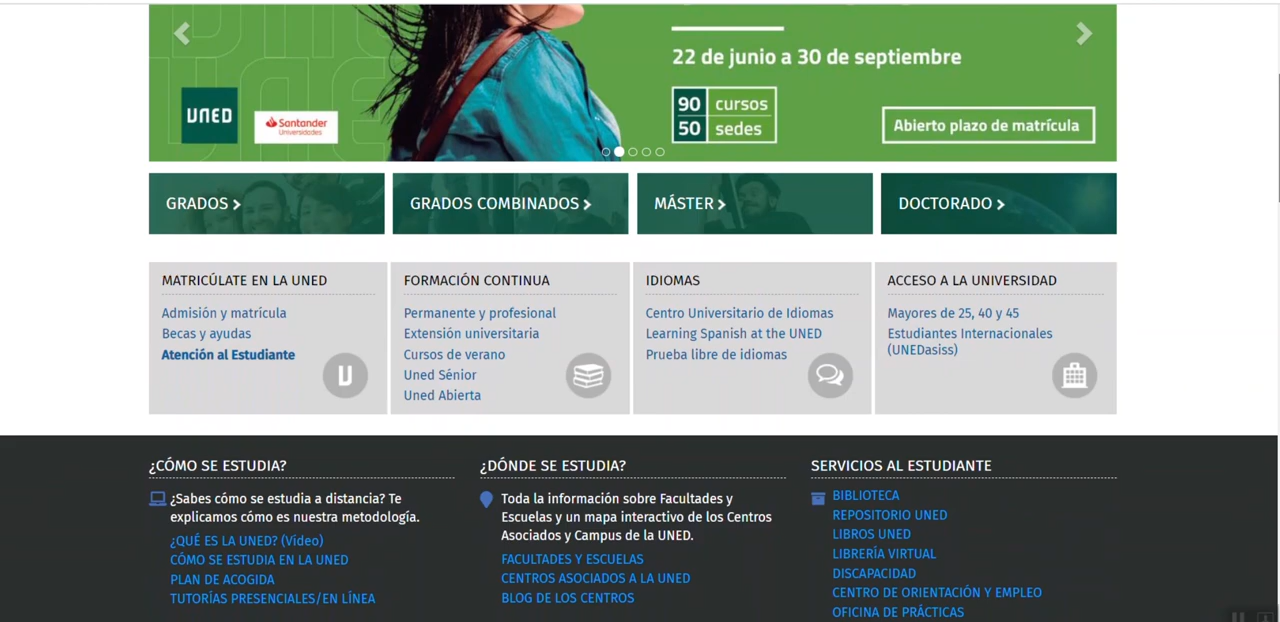 22 de junio a 30 de septiembre
UNED
Santander
Universidades
90 cursos
50 sedes
Abierto plazo de matrícula
GRADOS
GRADOS COMBINADOS
MÁSTER
DOCTORADO
MATRICÚLATE EN LA UNED
Admisión y matrícula
Becas y ayudas
Atención al Estudiante
FORMACIÓN CONTINUA
Permanente y profesional
Extensión universitaria
Cursos de verano
Uned Sénior
Uned Abierta
IDIOMAS
Centro Universitario de Idiomas
Learning Spanish at the UNED
Prueba libre de idiomas
ACCESO A LA UNIVERSIDAD
Mayores de 25, 40 y 45
Estudiantes Internacionales
(UNEDasiss)
¿CÓMO SE ESTUDIA?
¿Sabes cómo se estudia a distancia? Te
explicamos cómo es nuestra metodología.
¿QUÉ ES LA UNED? (Vídeo)
CÓMO SE ESTUDIA EN LA UNED
PLAN DE ACOGIDA
TUTORÍAS PRESENCIALES/EN LÍNEA
¿DÓNDE SE ESTUDIA?
Toda la información sobre Facultades y
Escuelas y un mapa interactivo de los Centros
Asociados y Campus de la UNED.
FACULTADES Y ESCUELAS
CENTROS ASOCIADOS A LA UNED
BLOG DE LOS CENTROS
SERVICIOS AL ESTUDIANTE
BIBLIOTECA
REPOSITORIO UNED
LIBROS UNED
LIBRERÍA VIRTUAL
DISCAPACIDAD
CENTRO DE ORIENTACIÓN Y EMPLEO
OFICINA DE PRÁCTICAS